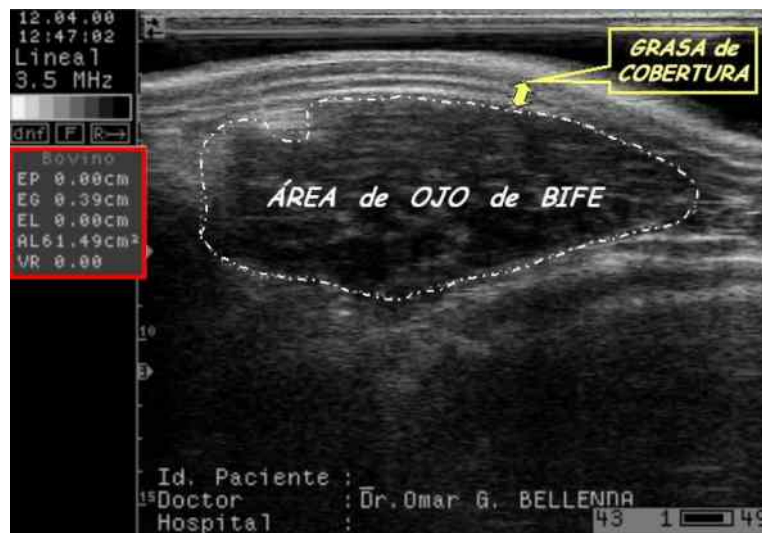 12.04.00
12:47:02
Lineal
3.5 MHz
dnf F R→
Bovino
EP 0.00cm
EG 0.39cm
EL 0.00cm
AL61.49cm²
VR 0.00
GRASA de
COBERTURA
ÁREA de OJO de BIFE
10
15
Id. Paciente :_
Doctor :Dr.Omar G. BELLENDA
Hospital :
43 1 49